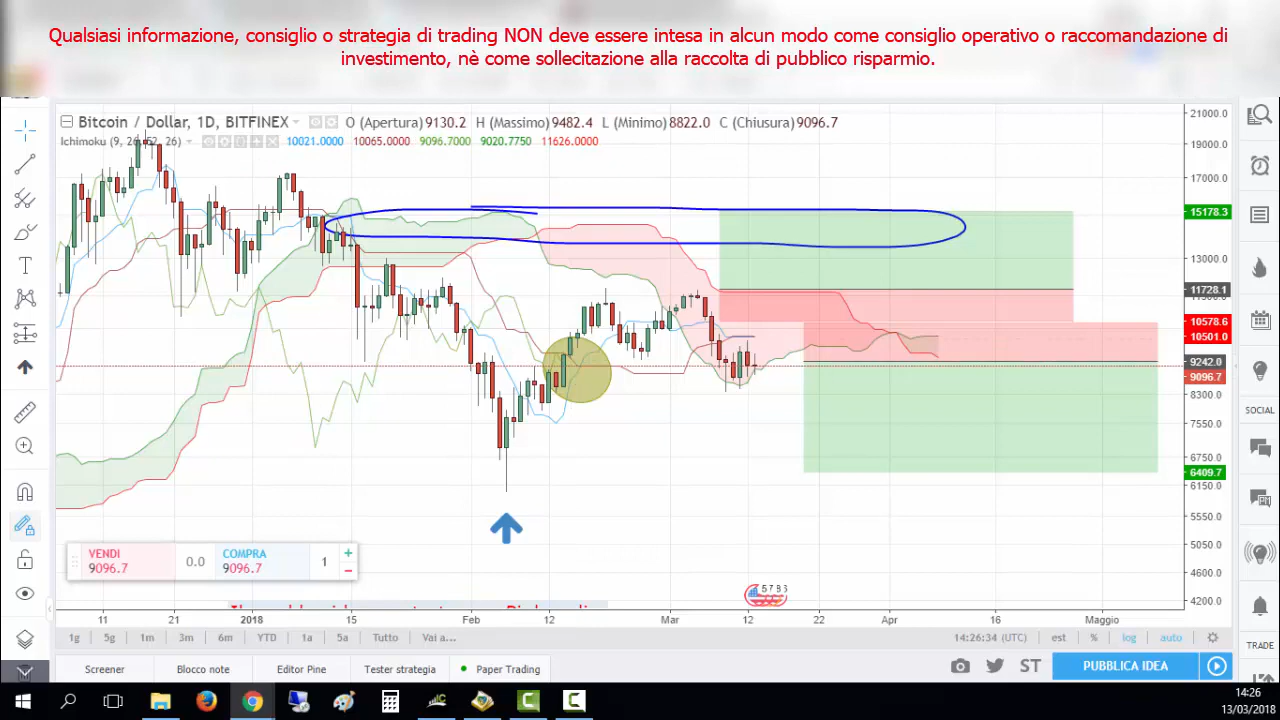 Qualsiasi informazione, consiglio o strategia di trading NON deve essere intesa in alcun modo come consiglio operativo o raccomandazione di
investimento, nè come sollecitazione alla raccolta di pubblico risparmio.
Bitcoin / Dollar, 1D, BITFINEX O (Apertura) 9130.2 H (Massimo) 9482.4 L (Minimo) 8822.0 C (Chiusura) 9096.7
Ichimoku (9, 26, 52, 26) 10021.0000 10065.0000 9096.7000 9020.7750 11626.0000
21000.0
19000.0
17000.0
15178.3
13000.0
11728.1
10578.6
10501.0
9242.0
9096.7
8300.0
7550.0
6750.0
6409.7
6150.0
5550.0
5050.0
4600.0
4200.0
SOCIAL
TRADE
VENDI
9096.7
0.0
COMPRA
9096.7
1
+
−
11 21 2018 15 Feb 12 Mar 12 22 Apr 16 Maggio
1g 5g 1m 3m 6m YTD 1a 5a Tutto Vai a... 14:26:34 (UTC) est % log auto
Screener Blocco note Editor Pine Tester strategia Paper Trading ST PUBBLICA IDEA
14:26
13/03/2018